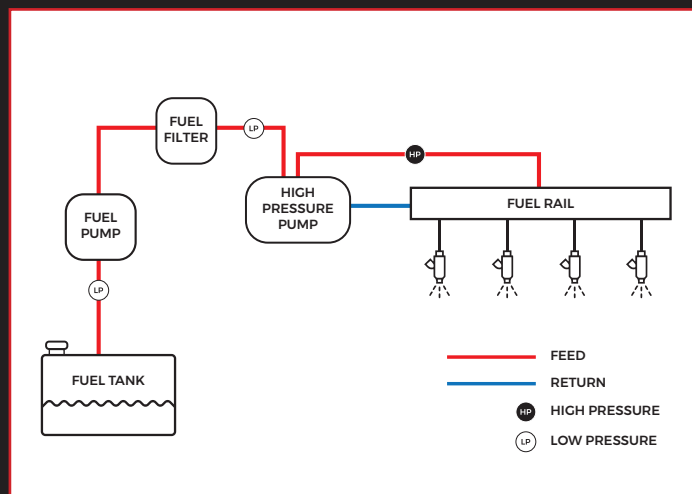 FUEL
FILTER
LP
HP
HIGH
PRESSURE
PUMP
FUEL RAIL
FUEL
PUMP
LP
FUEL TANK
FEED
RETURN
HP HIGH PRESSURE
LP LOW PRESSURE